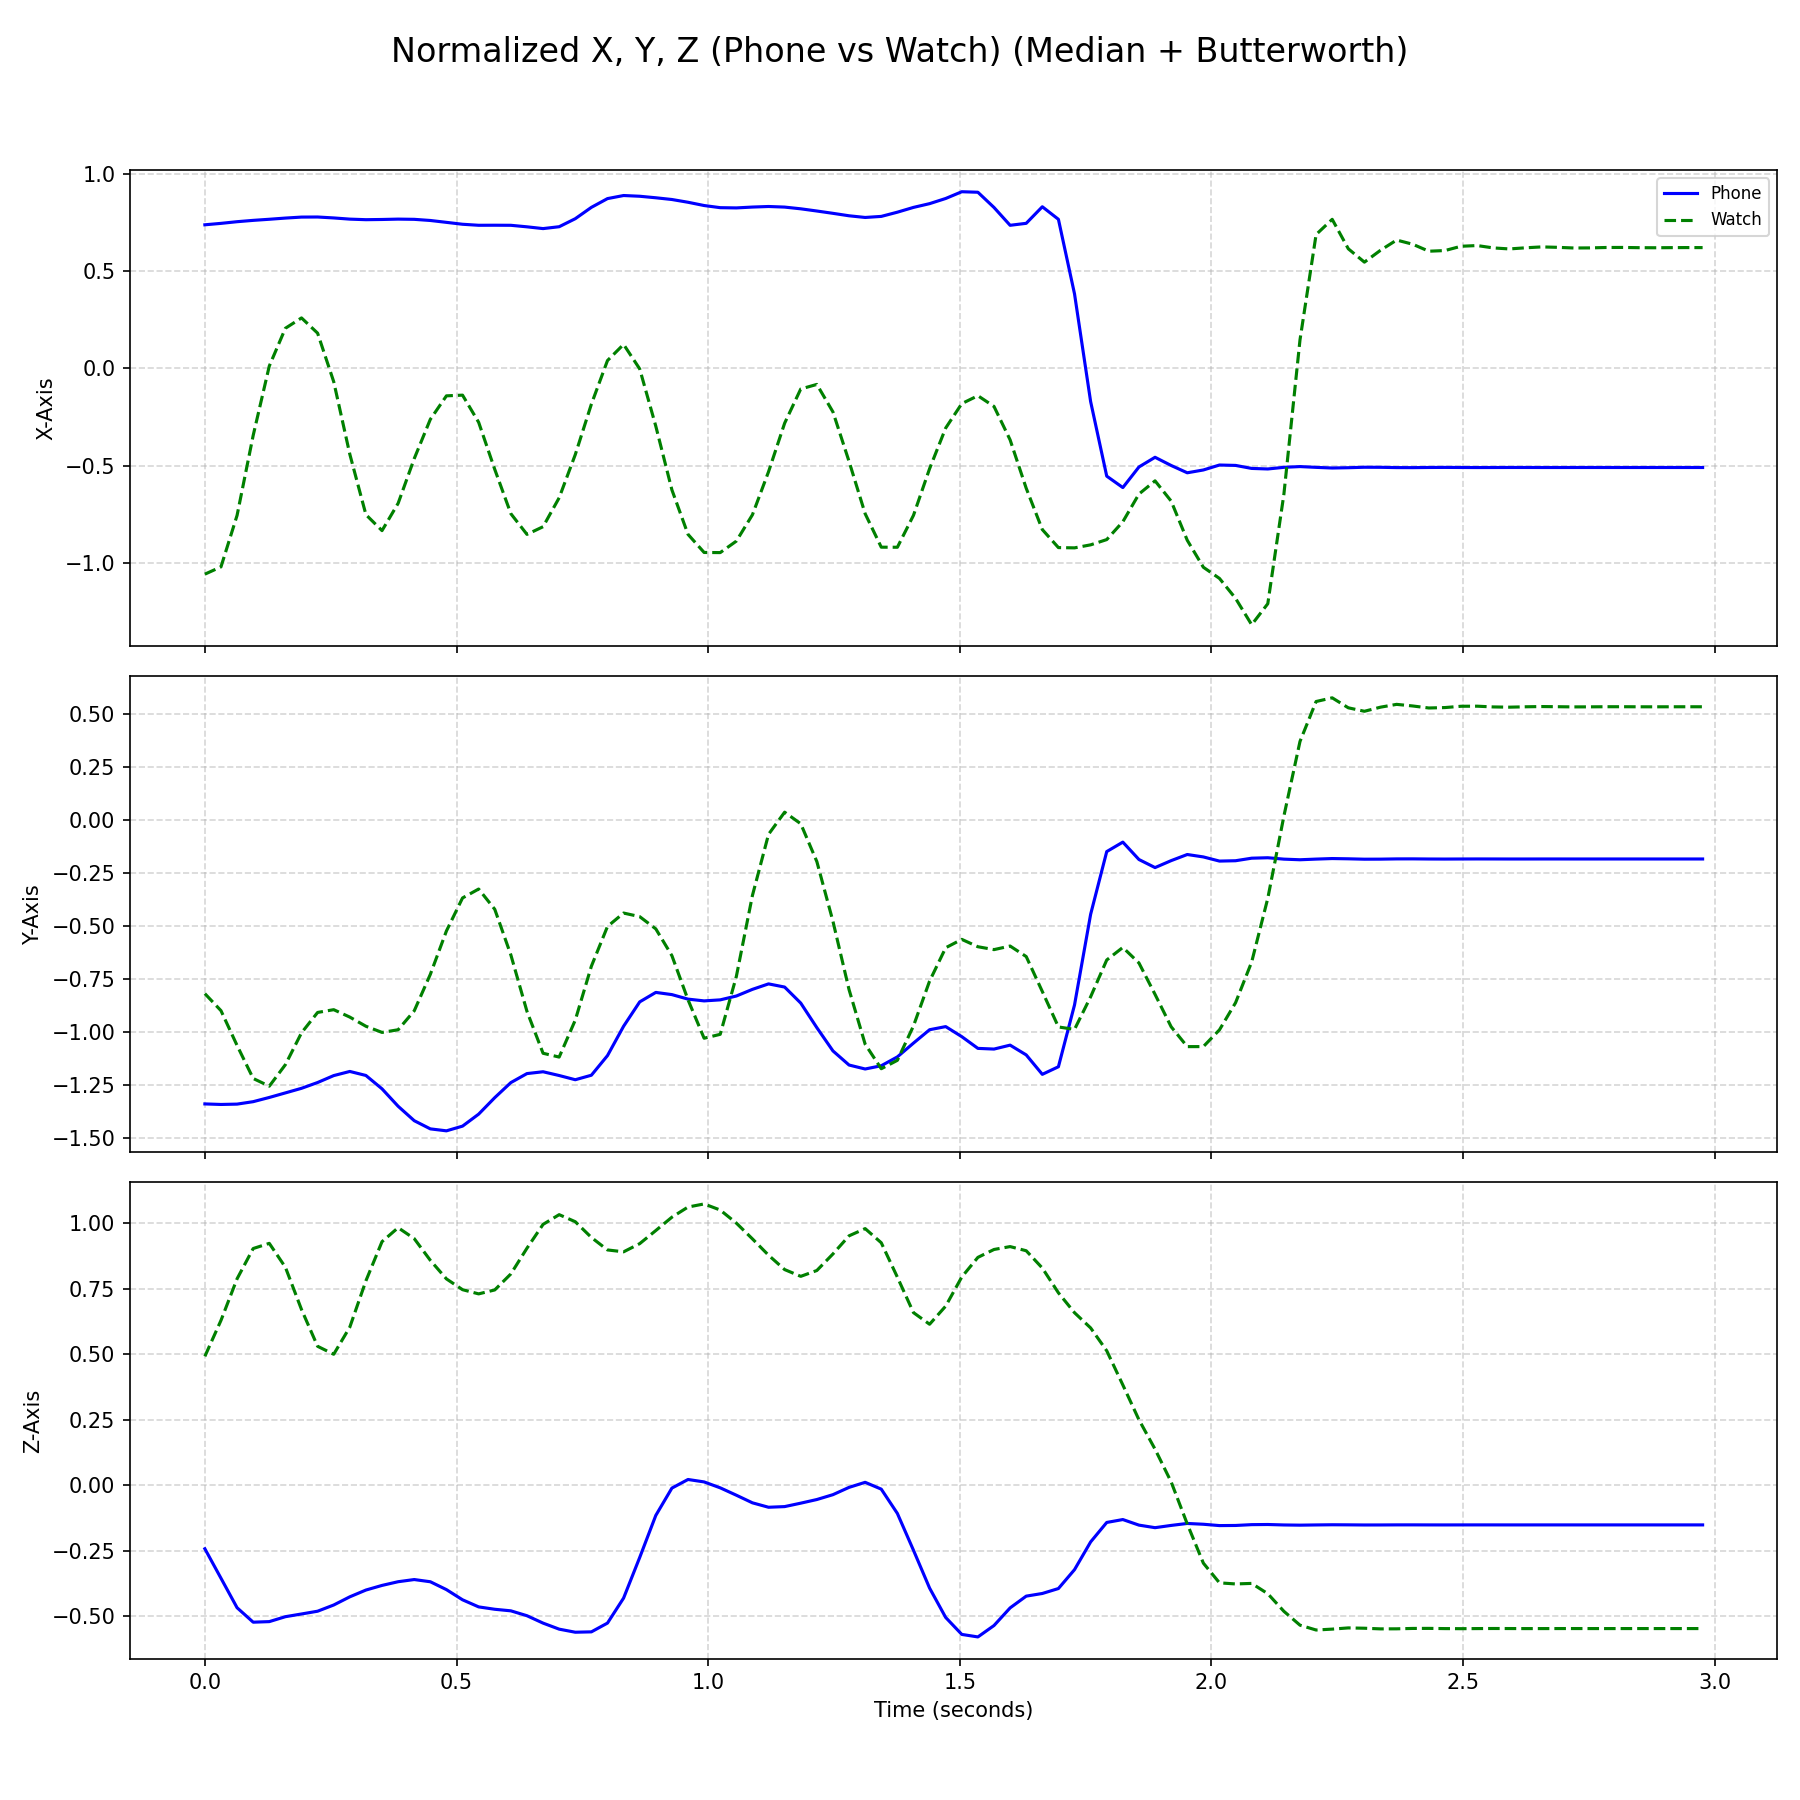 Normalized X, Y, Z (Phone vs Watch) (Median + Butterworth)
Phone
Watch
1.0
0.5
0.0
−0.5
−1.0
X-Axis
0.50
0.25
0.00
−0.25
−0.50
−0.75
−1.00
−1.25
−1.50
Y-Axis
1.00
0.75
0.50
0.25
0.00
−0.25
−0.50
Z-Axis
0.0 0.5 1.0 1.5 2.0 2.5 3.0
Time (seconds)